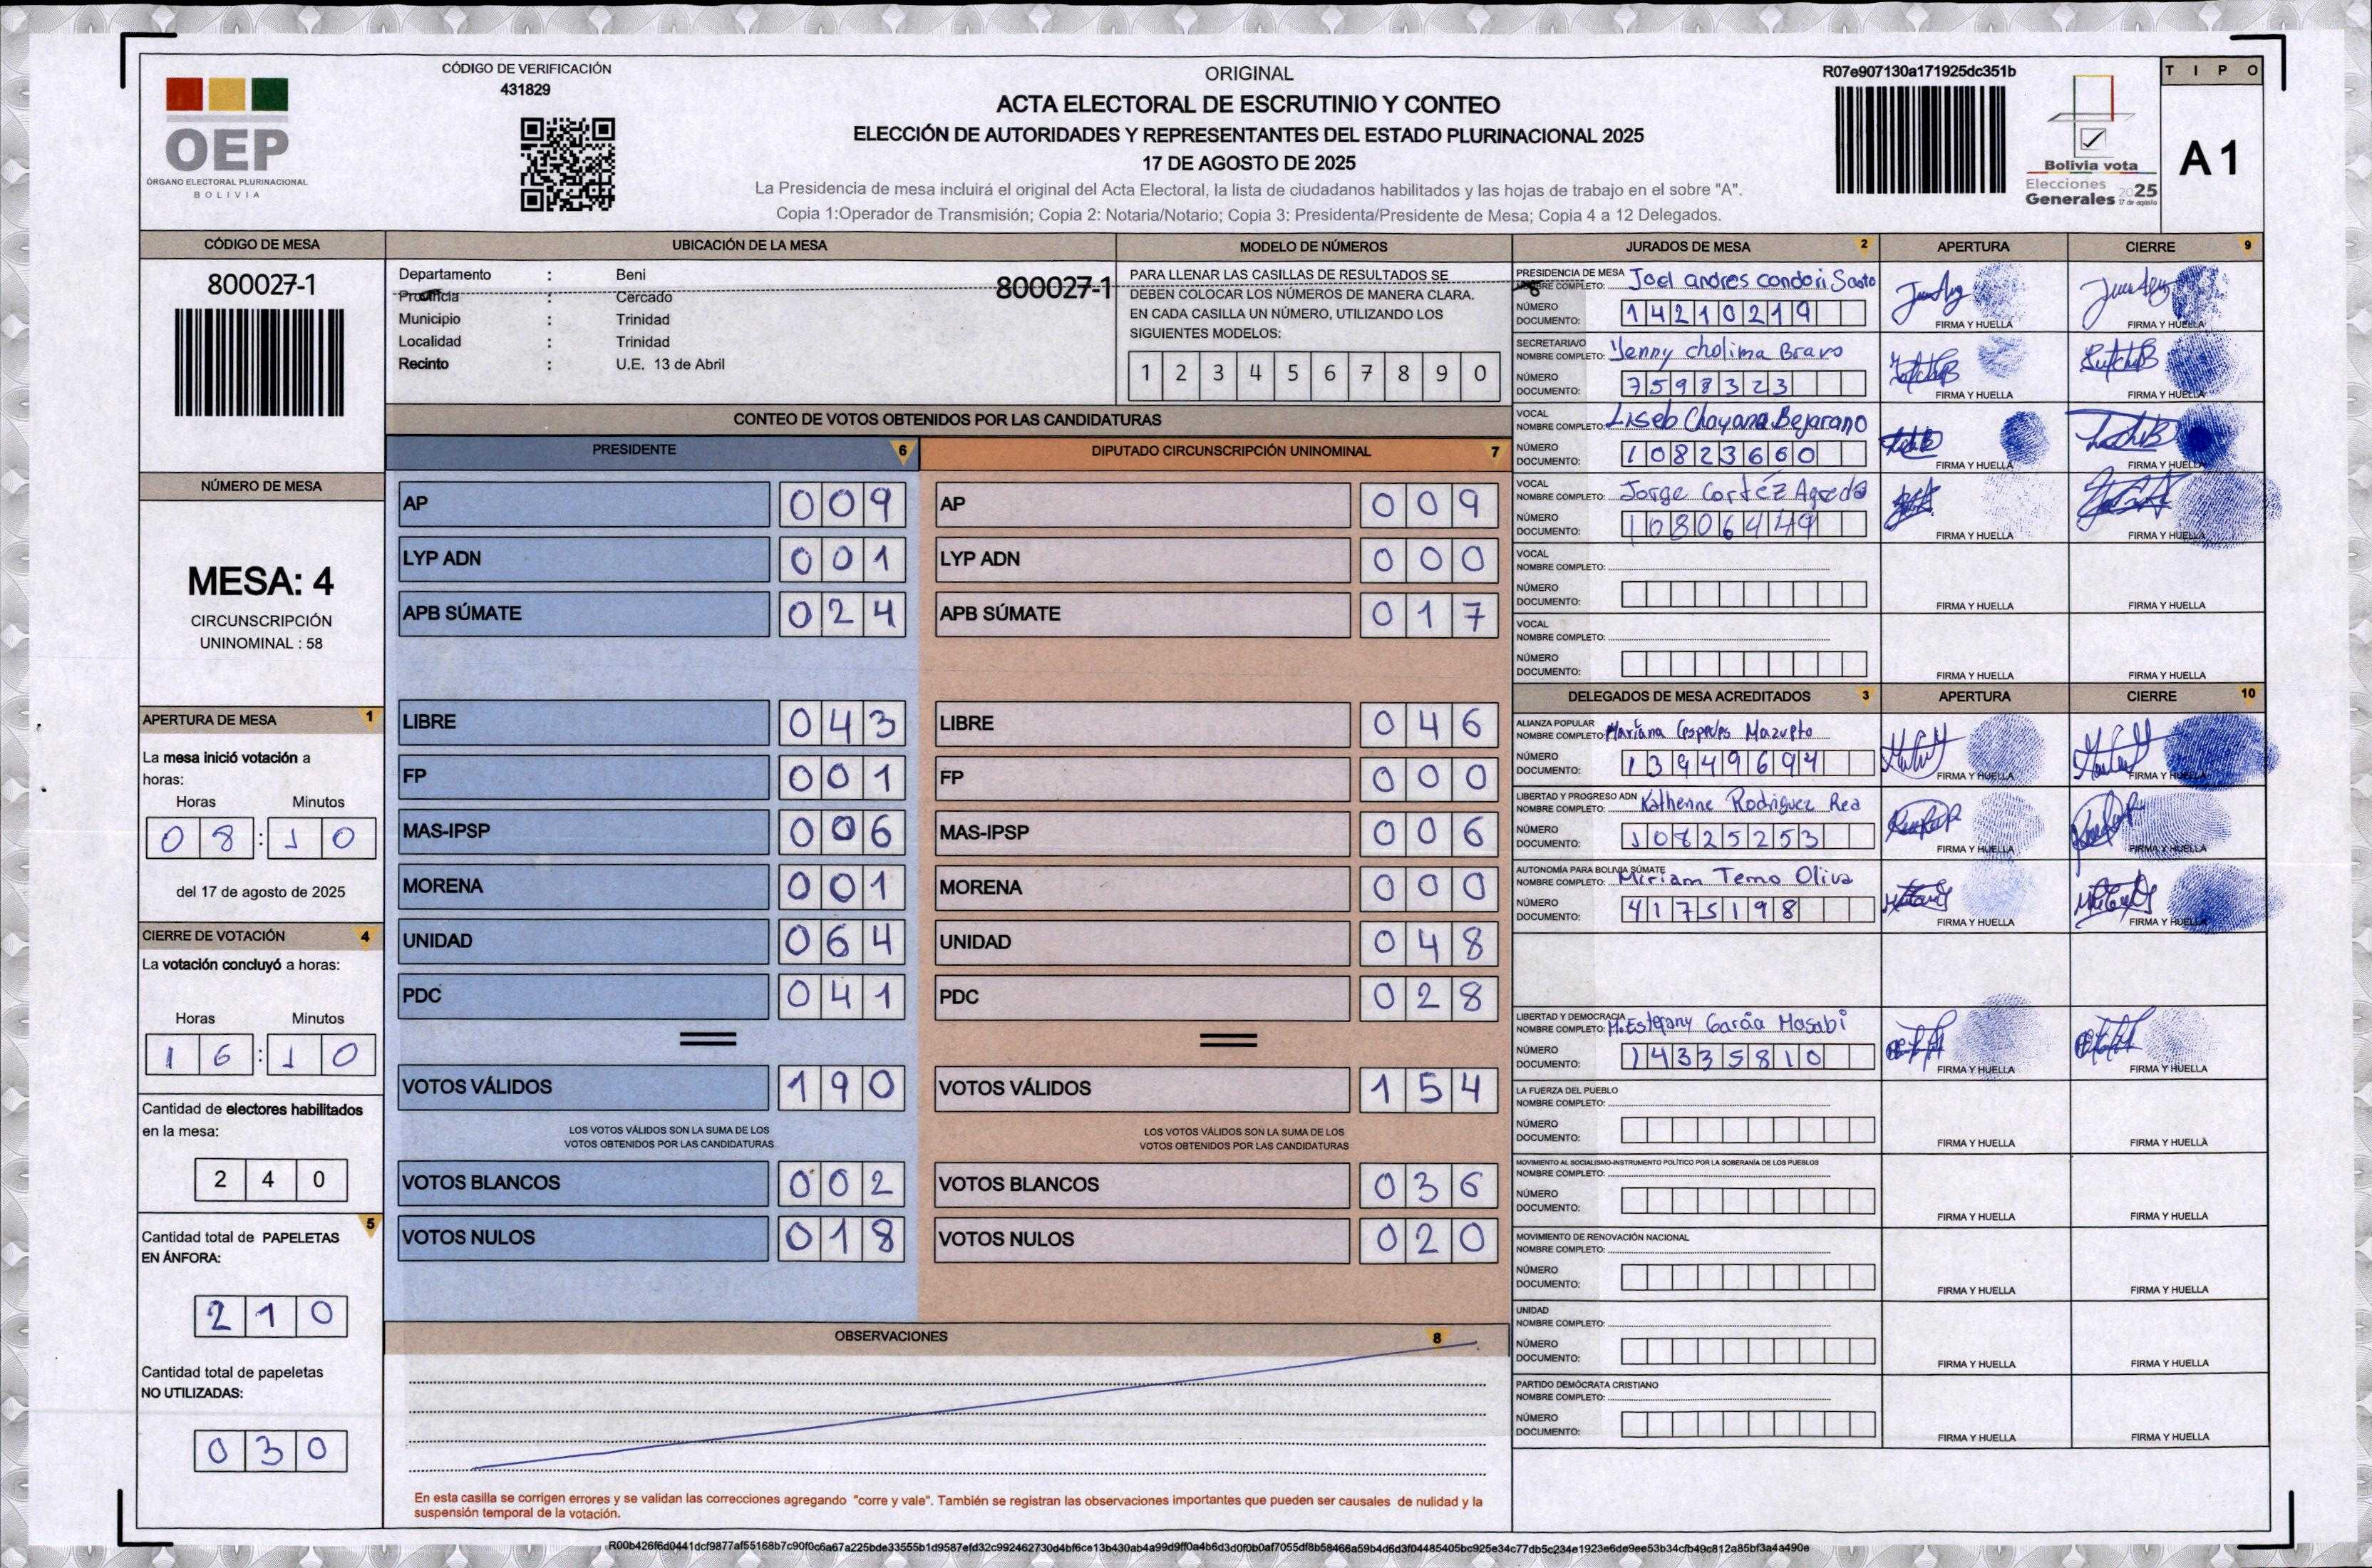 CÓDIGO DE VERIFICACIÓN
431829
OEP
ÓRGANO ELECTORAL PLURINACIONAL
BOLIVIA
ORIGINAL
ACTA ELECTORAL DE ESCRUTINIO Y CONTEO
ELECCIÓN DE AUTORIDADES Y REPRESENTANTES DEL ESTADO PLURINACIONAL 2025
17 DE AGOSTO DE 2025
La Presidencia de mesa incluirá el original del Acta Electoral, la lista de ciudadanos habilitados y las hojas de trabajo en el sobre "A".
Copia 1:Operador de Transmisión; Copia 2: Notaria/Notario; Copia 3: Presidenta/Presidente de Mesa; Copia 4 a 12 Delegados.
R07e907130a171925dc351b
Bolivia vota
Elecciones
Generales 2025
17 de agosto
TIPO
A 1
CÓDIGO DE MESA
800027-1
NÚMERO DE MESA
MESA: 4
CIRCUNSCRIPCIÓN
UNINOMINAL : 58
APERTURA DE MESA 1
La mesa inició votación a
horas:
Horas Minutos
08:10
del 17 de agosto de 2025
CIERRE DE VOTACIÓN 4
La votación concluyó a horas:
Horas Minutos
16:10
Cantidad de electores habilitados
en la mesa:
240
5
Cantidad total de PAPELETAS
EN ÁNFORA:
210
Cantidad total de papeletas
NO UTILIZADAS:
030
UBICACIÓN DE LA MESA
Departamento : Beni
Provincia : Cercado
Municipio : Trinidad
Localidad : Trinidad
Recinto : U.E. 13 de Abril
800027-1
MODELO DE NÚMEROS
PARA LLENAR LAS CASILLAS DE RESULTADOS SE
DEBEN COLOCAR LOS NÚMEROS DE MANERA CLARA.
EN CADA CASILLA UN NÚMERO, UTILIZANDO LOS
SIGUIENTES MODELOS:
1 2 3 4 5 6 7 8 9 0
CONTEO DE VOTOS OBTENIDOS POR LAS CANDIDATURAS
PRESIDENTE 6
AP 009
LYP ADN 001
APB SÚMATE 024
LIBRE 043
FP 001
MAS-IPSP 006
MORENA 001
UNIDAD 064
PDC 041
VOTOS VÁLIDOS 190
LOS VOTOS VÁLIDOS SON LA SUMA DE LOS
VOTOS OBTENIDOS POR LAS CANDIDATURAS
VOTOS BLANCOS 002
VOTOS NULOS 018
DIPUTADO CIRCUNSCRIPCIÓN UNINOMINAL 7
AP 009
LYP ADN 000
APB SÚMATE 017
LIBRE 046
FP 000
MAS-IPSP 006
MORENA 000
UNIDAD 048
PDC 028
VOTOS VÁLIDOS 154
LOS VOTOS VÁLIDOS SON LA SUMA DE LOS
VOTOS OBTENIDOS POR LAS CANDIDATURAS
VOTOS BLANCOS 036
VOTOS NULOS 020
OBSERVACIONES 8
En esta casilla se corrigen errores y se validan las correcciones agregando "corre y vale". También se registran las observaciones importantes que pueden ser causales de nulidad y la
suspensión temporal de la votación.
JURADOS DE MESA 2 APERTURA CIERRE 9
PRESIDENCIA DE MESA
NOMBRE COMPLETO: Joel andres condori Sooto
NÚMERO
DOCUMENTO: 14210219
FIRMA Y HUELLA FIRMA Y HUELLA
SECRETARIA/O
NOMBRE COMPLETO: Yenny cholima Bravo
NÚMERO
DOCUMENTO: 7598323
FIRMA Y HUELLA FIRMA Y HUELLA
VOCAL
NOMBRE COMPLETO: Liseb Chayana Bejarano
NÚMERO
DOCUMENTO: 10823660
FIRMA Y HUELLA FIRMA Y HUELLA
VOCAL
NOMBRE COMPLETO: Jorge Cortéz Agreda
NÚMERO
DOCUMENTO: 10806449
FIRMA Y HUELLA FIRMA Y HUELLA
VOCAL
NOMBRE COMPLETO:
NÚMERO
DOCUMENTO:
FIRMA Y HUELLA FIRMA Y HUELLA
VOCAL
NOMBRE COMPLETO:
NÚMERO
DOCUMENTO:
FIRMA Y HUELLA FIRMA Y HUELLA
DELEGADOS DE MESA ACREDITADOS 3 APERTURA CIERRE 10
ALIANZA POPULAR
NOMBRE COMPLETO: Mariana Cespedes Mazupto
NÚMERO
DOCUMENTO: 13949694
FIRMA Y HUELLA FIRMA Y HUELLA
LIBERTAD Y PROGRESO ADN
NOMBRE COMPLETO: Katherine Rodriguez Rea
NÚMERO
DOCUMENTO: 10825253
FIRMA Y HUELLA FIRMA Y HUELLA
AUTONOMÍA PARA BOLIVIA SÚMATE
NOMBRE COMPLETO: Miriam Temo Oliva
NÚMERO
DOCUMENTO: 4175198
FIRMA Y HUELLA FIRMA Y HUELLA
LIBERTAD Y DEMOCRACIA
NOMBRE COMPLETO: M. Estefany García Mosabi
NÚMERO
DOCUMENTO: 14335810
FIRMA Y HUELLA FIRMA Y HUELLA
LA FUERZA DEL PUEBLO
NOMBRE COMPLETO:
NÚMERO
DOCUMENTO:
FIRMA Y HUELLA FIRMA Y HUELLA
MOVIMIENTO AL SOCIALISMO-INSTRUMENTO POLÍTICO POR LA SOBERANÍA DE LOS PUEBLOS
NOMBRE COMPLETO:
NÚMERO
DOCUMENTO:
FIRMA Y HUELLA FIRMA Y HUELLA
MOVIMIENTO DE RENOVACIÓN NACIONAL
NOMBRE COMPLETO:
NÚMERO
DOCUMENTO:
FIRMA Y HUELLA FIRMA Y HUELLA
UNIDAD
NOMBRE COMPLETO:
NÚMERO
DOCUMENTO:
FIRMA Y HUELLA FIRMA Y HUELLA
PARTIDO DEMÓCRATA CRISTIANO
NOMBRE COMPLETO:
NÚMERO
DOCUMENTO:
FIRMA Y HUELLA FIRMA Y HUELLA